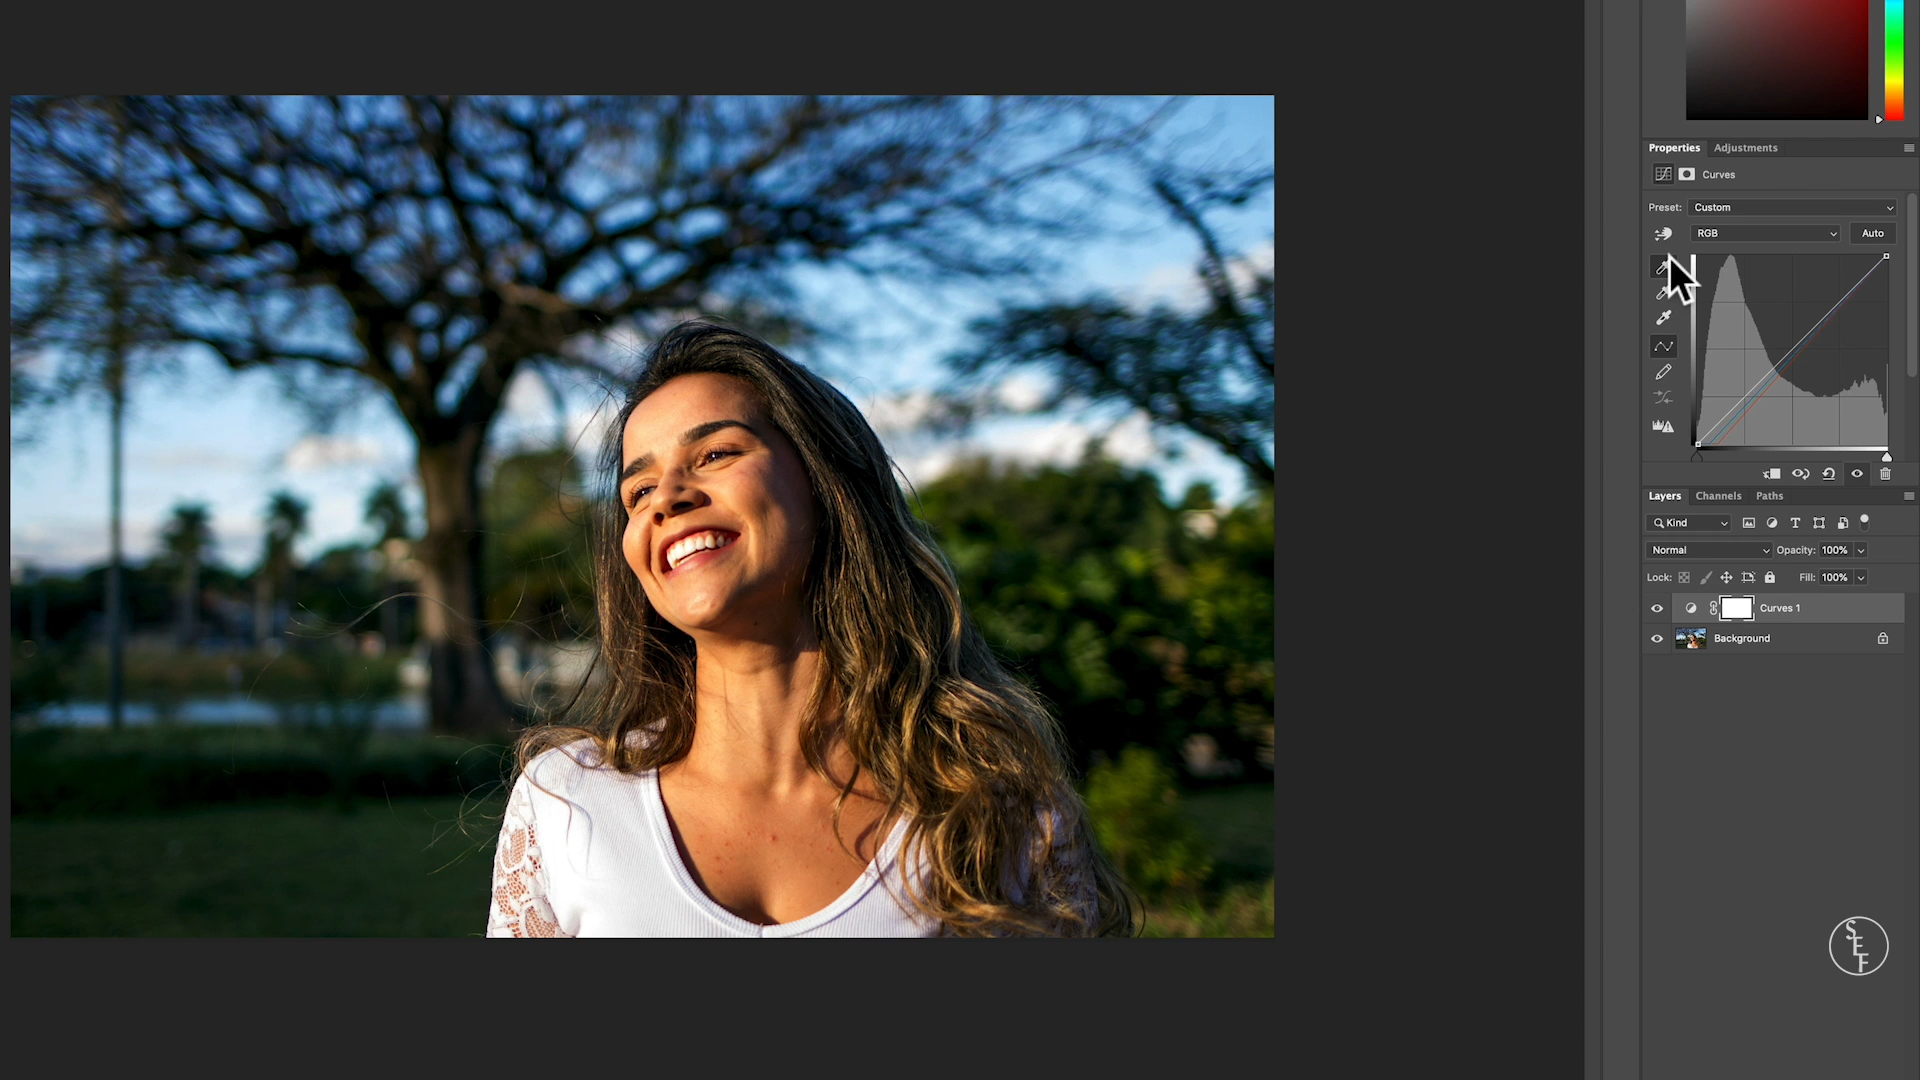 Properties Adjustments
Curves
Preset: Custom
RGB Auto
Layers Channels Paths
Kind
Normal Opacity: 100%
Lock: Fill: 100%
Curves 1
Background
SEF